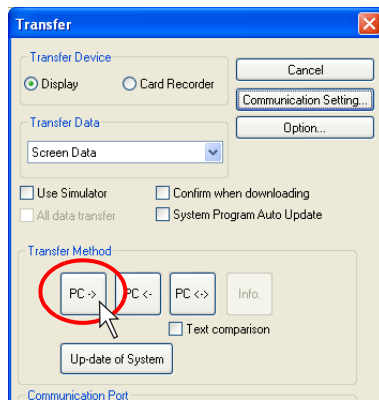 Transfer
Transfer Device
Display
Card Recorder
Cancel
Communication Setting...
Transfer Data
Option...
Screen Data
Use Simulator
Confirm when downloading
All data transfer
System Program Auto Update
Transfer Method
PC ->
PC <-
PC <->
Info.
Text comparison
Up-date of System
Communication Port